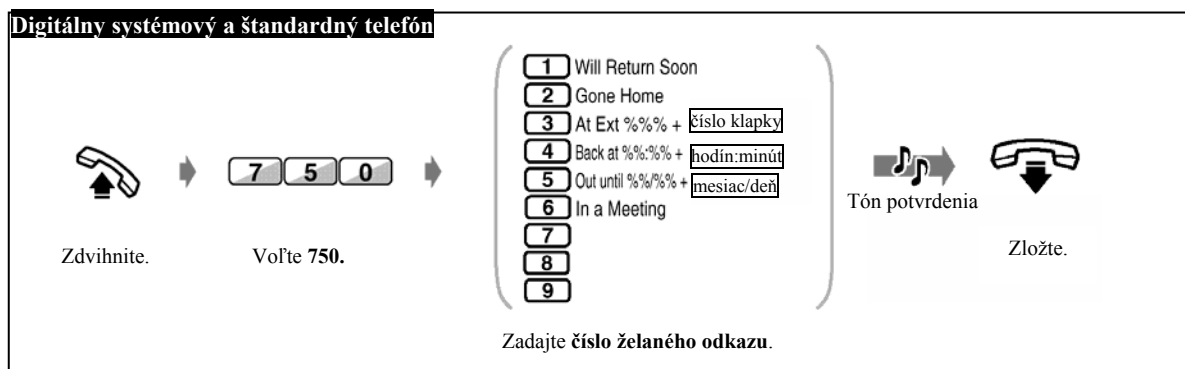 Digitálny systémový a štandardný telefón
1 Will Return Soon
2 Gone Home
3 At Ext %%% + číslo klapky
4 Back at %%:%% + hodín:minút
5 Out until %%/%% + mesiac/deň
6 In a Meeting
7
8
9
7 5 0
Tón potvrdenia
Zdvihnite.
Voľte 750.
Zložte.
Zadajte číslo želaného odkazu.